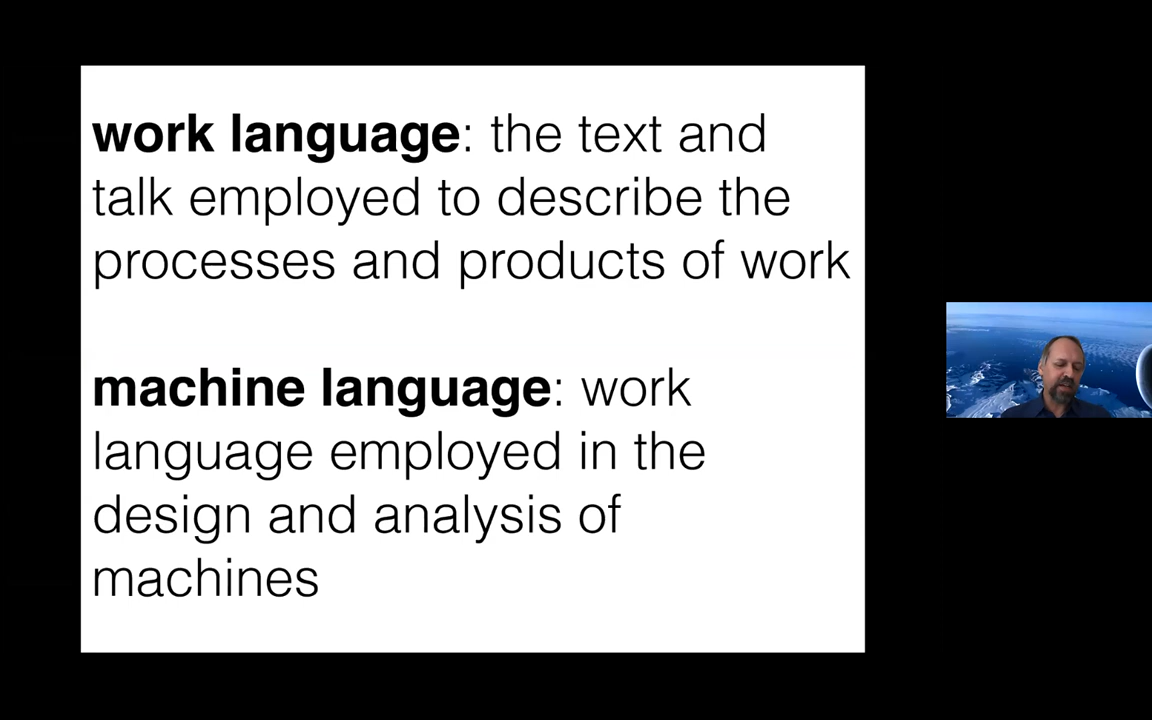 work language: the text and
talk employed to describe the
processes and products of work
machine language: work
language employed in the
design and analysis of
machines